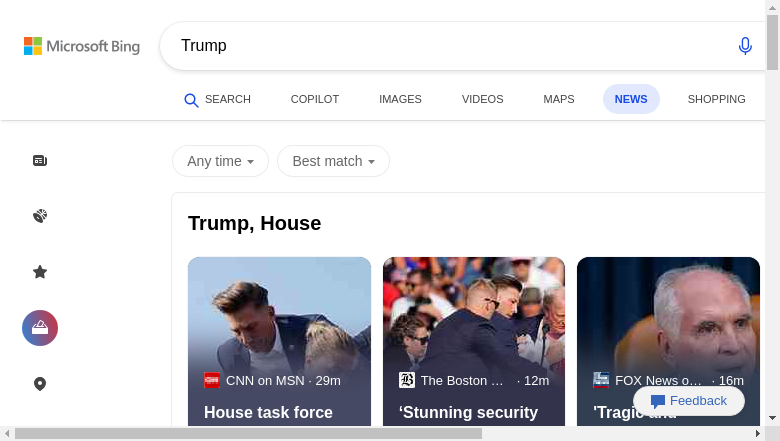 Microsoft Bing
Trump
SEARCH COPILOT IMAGES VIDEOS MAPS NEWS SHOPPING
Any time Best match
Trump, House
CNN on MSN · 29m
House task force
The Boston ... · 12m
‘Stunning security
FOX News o... · 16m
'Tragic and
Feedback